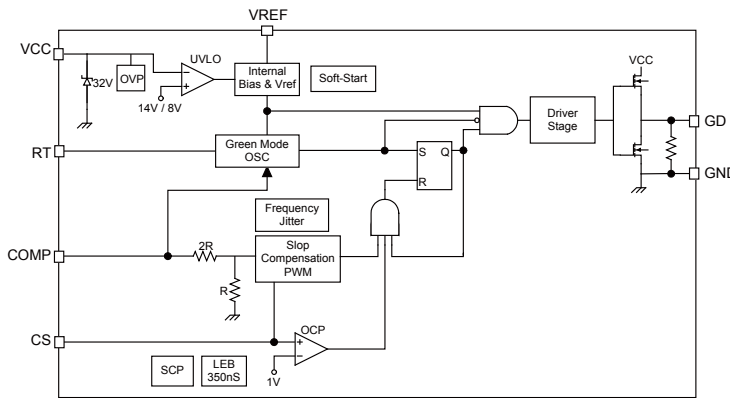 VREF
VCC
UVLO
VCC
32V
OVP
Internal
Bias & Vref
Soft-Start
14V / 8V
Driver
Stage
GD
RT
Green Mode
OSC
S
Q
R
GND
Frequency
Jitter
COMP
2R
Slop
Compensation
PWM
R
OCP
CS
SCP
LEB
350nS
1V